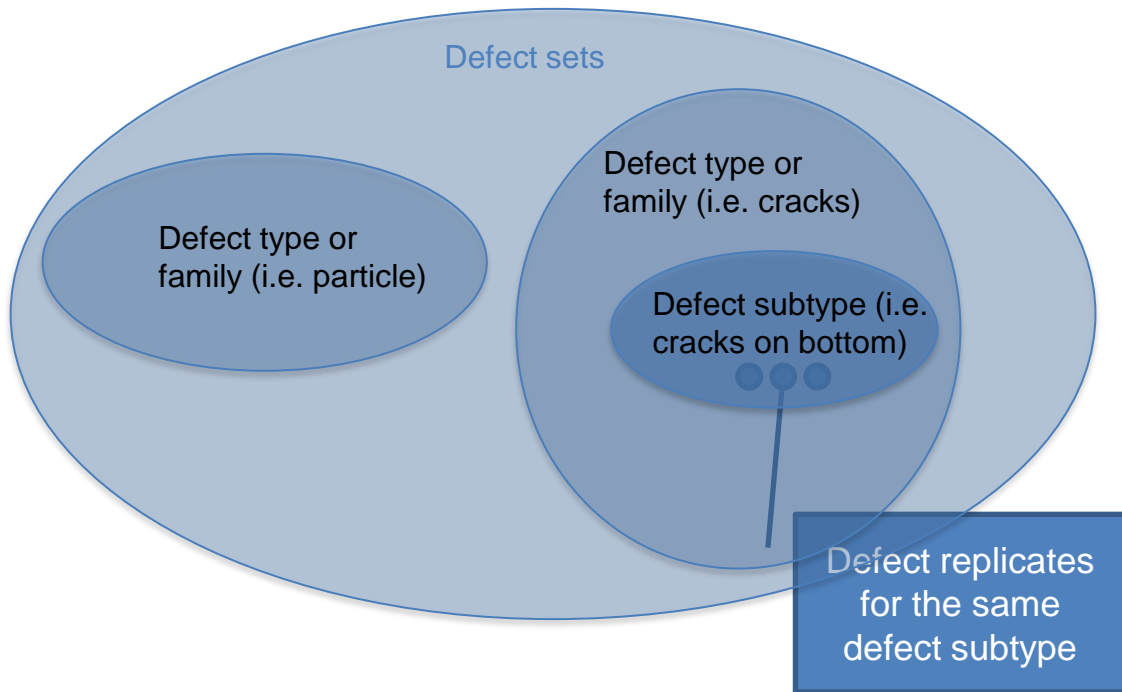 Defect sets
Defect type or
family (i.e. cracks)
Defect type or
family (i.e. particle)
Defect subtype (i.e.
cracks on bottom)
Defect replicates
for the same
defect subtype